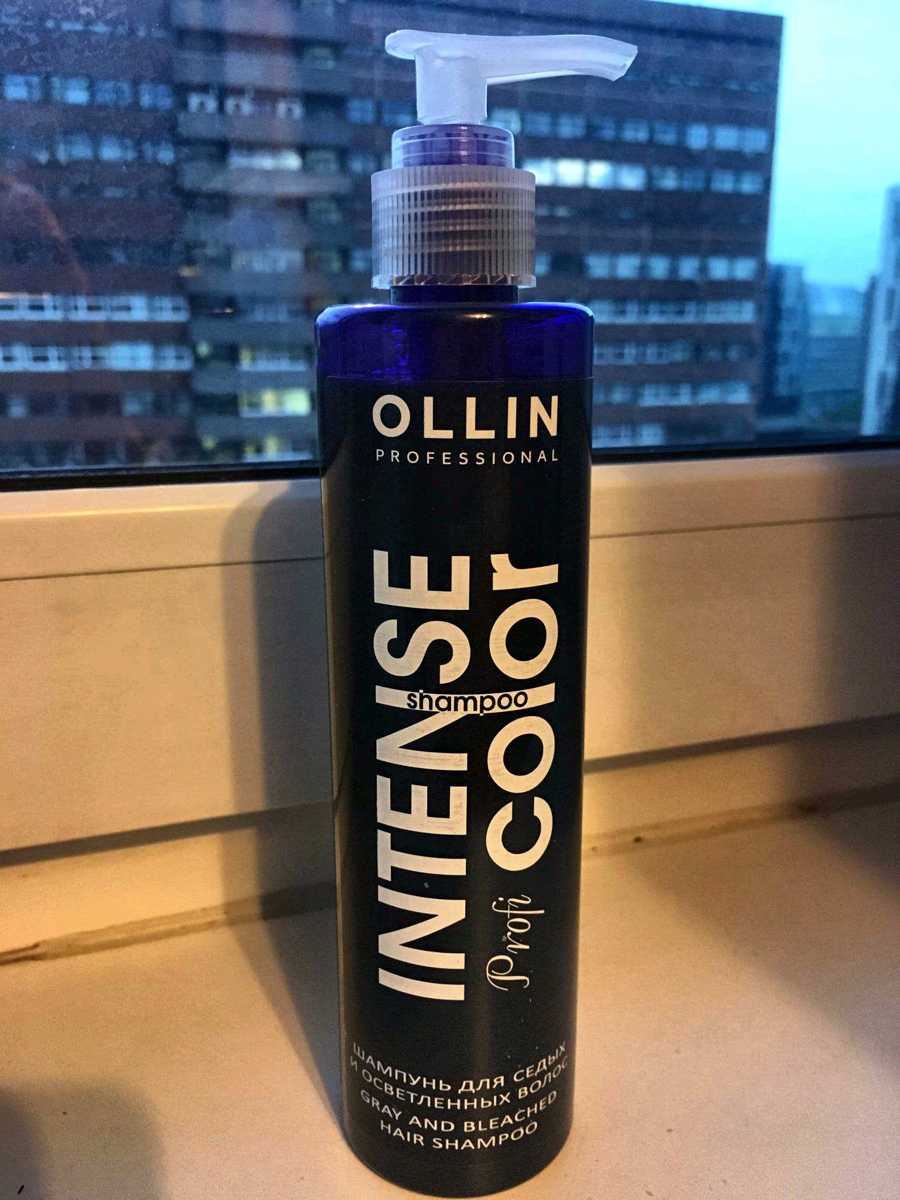 OLLIN
PROFESSIONAL
INTENSE
Profi color
shampoo
ШАМПУНЬ ДЛЯ СЕДЫХ
И ОСВЕТЛЕННЫХ ВОЛОС
GRAY AND BLEACHED
HAIR SHAMPOO